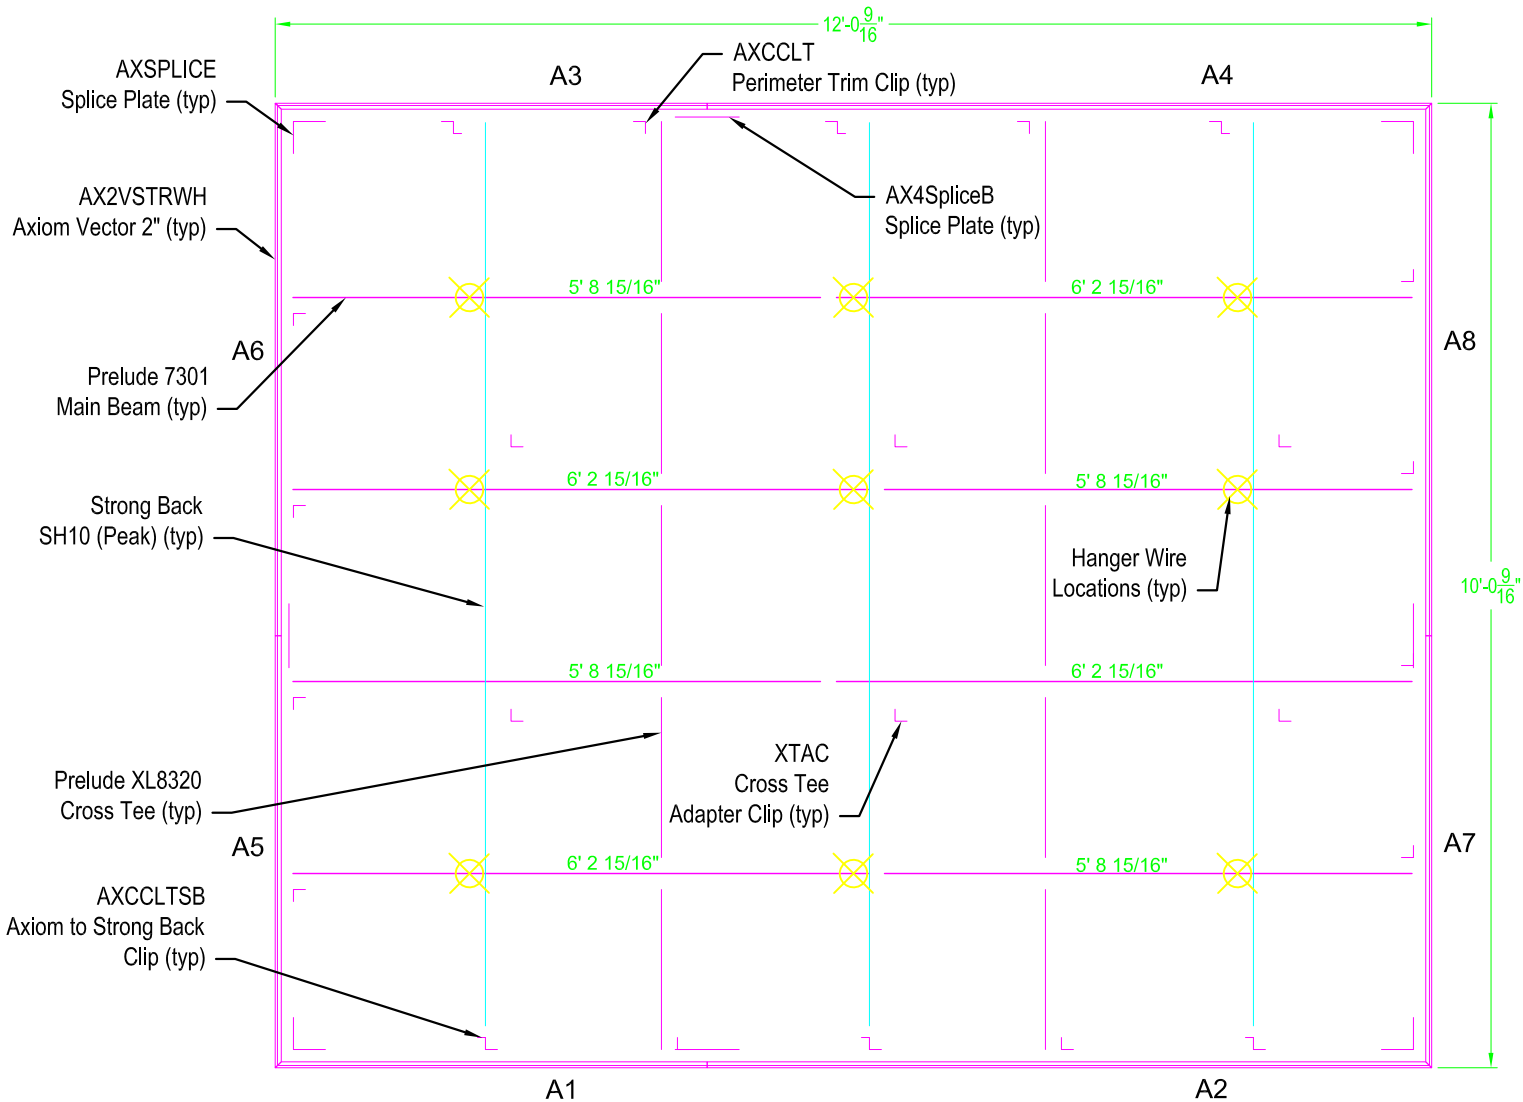 12'-0 9/16"
A3
A4
AXSPLICE
Splice Plate (typ)
AXCCLT
Perimeter Trim Clip (typ)
AX2VSTRWH
Axiom Vector 2" (typ)
AX4SpliceB
Splice Plate (typ)
5' 8 15/16"
6' 2 15/16"
A6
A8
Prelude 7301
Main Beam (typ)
6' 2 15/16"
5' 8 15/16"
Strong Back
SH10 (Peak) (typ)
Hanger Wire
Locations (typ)
10'-0 9/16"
5' 8 15/16"
6' 2 15/16"
XTAC
Cross Tee
Adapter Clip (typ)
Prelude XL8320
Cross Tee (typ)
A5
A7
6' 2 15/16"
5' 8 15/16"
AXCCLTSB
Axiom to Strong Back
Clip (typ)
A1
A2